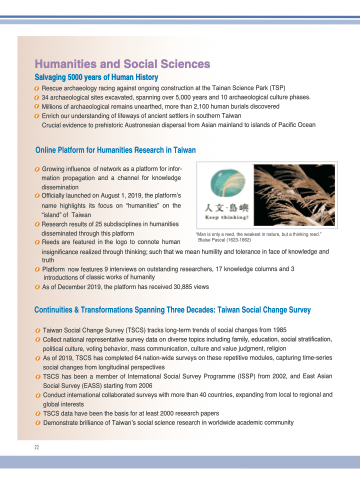 Humanities and Social Sciences
Salvaging 5000 years of Human History
Rescue archaeology racing against ongoing construction at the Tainan Science Park (TSP)
34 archaeological sites excavated, spanning over 5,000 years and 10 archaeological culture phases.
Millions of archaeological remains unearthed, more than 2,100 human burials discovered
Enrich our understanding of lifeways of ancient settlers in southern Taiwan
Crucial evidence to prehistoric Austronesian dispersal from Asian mainland to islands of Pacific Ocean
Online Platform for Humanities Research in Taiwan
Growing influence of network as a platform for infor-
mation propagation and a channel for knowledge
dissemination
Officially launched on August 1, 2019, the platform's
name highlights its focus on "humanities" on the
"island" of Taiwan
Research results of 25 subdisciplines in humanities
disseminated through this platform
Reeds are featured in the logo to connote human
insignificance realized through thinking; such that we mean humility and tolerance in face of knowledge and
truth
人文·島嶼
Keep thinking!
"Man is only a reed, the weakest in nature, but a thinking reed."
Blaise Pascal (1623-1662)
Platform now features 9 interviews on outstanding researchers, 17 knowledge columns and 3
introductions of classic works of humanity
As of December 2019, the platform has received 30,885 views
Continuities & Transformations Spanning Three Decades: Taiwan Social Change Survey
Taiwan Social Change Survey (TSCS) tracks long-term trends of social changes from 1985
Collect national representative survey data on diverse topics including family, education, social stratification,
political culture, voting behavior, mass communication, culture and value judgment, religion
As of 2019, TSCS has completed 64 nation-wide surveys on these repetitive modules, capturing time-series
social changes from longitudinal perspectives
TSCS has been a member of International Social Survey Programme (ISSP) from 2002, and East Asian
Social Survey (EASS) starting from 2006
Conduct international collaborated surveys with more than 40 countries, expanding from local to regional and
global interests
TSCS data have been the basis for at least 2000 research papers
Demonstrate brilliance of Taiwan's social science research in worldwide academic community
22